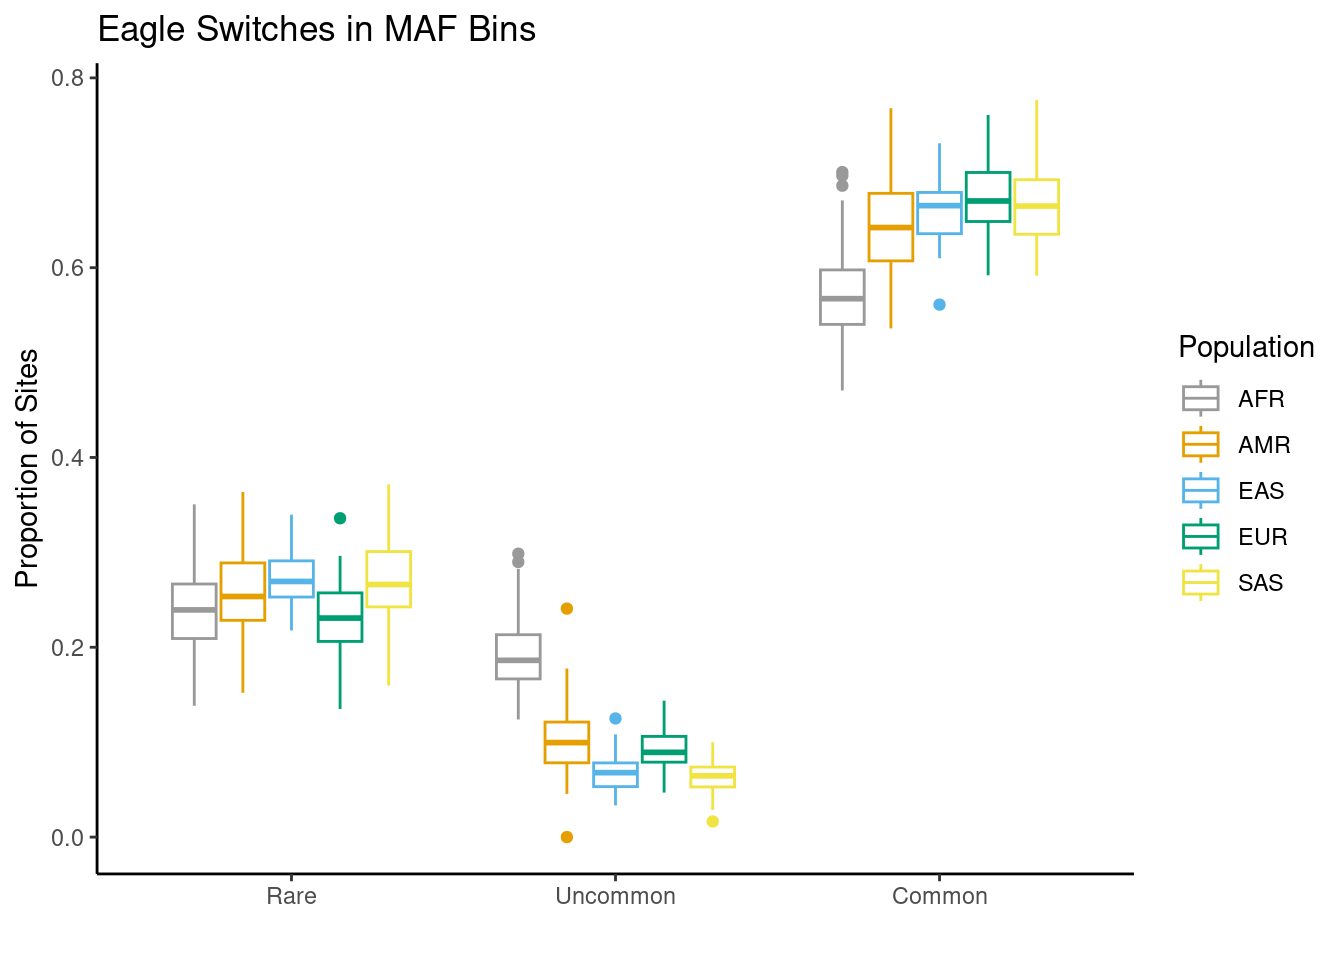 Eagle Switches in MAF Bins
Proportion of Sites
0.8
0.6
0.4
0.2
0.0
Rare
Uncommon
Common
Population
AFR
AMR
EAS
EUR
SAS